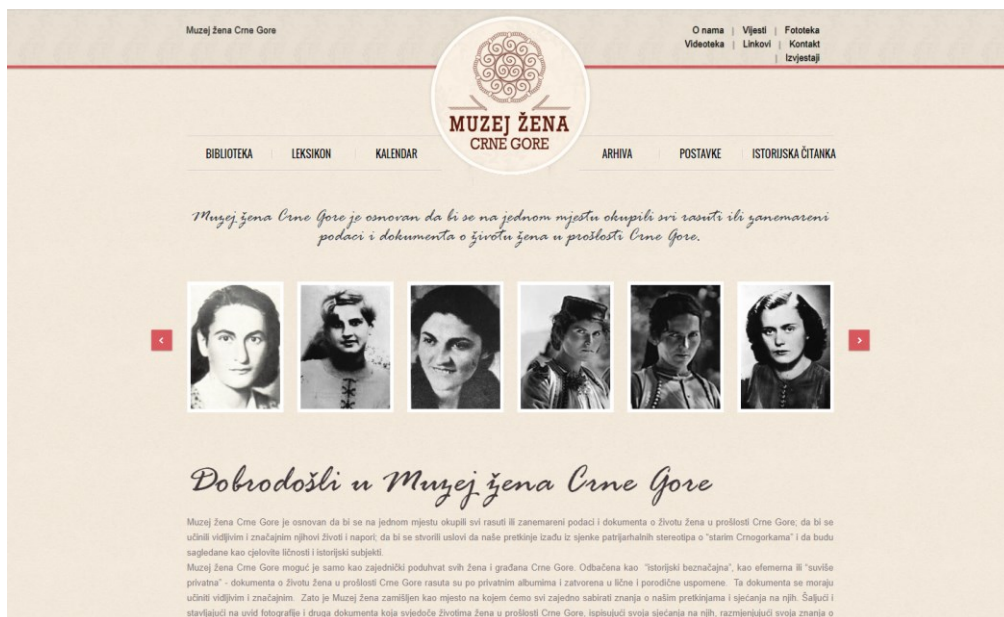 Muzej žena Crne Gore
O nama | Vijesti | Fototeka
Videoteka | Linkovi | Kontakt
| Izvještaji
MUZEJ ŽENA
CRNE GORE
BIBLIOTEKA LEKSIKON KALENDAR ARHIVA POSTAVKE ISTORIJSKA ČITANKA
Muzej žena Crne Gore je osnovan da bi se na jednom mjestu okupili svi rasuti ili zanemareni
podaci i dokumenta o životu žena u prošlosti Crne Gore.
Dobrodošli u Muzej žena Crne Gore
Muzej žena Crne Gore je osnovan da bi se na jednom mjestu okupili svi rasuti ili zanemareni podaci i dokumenta o životu žena u prošlosti Crne Gore; da bi se
učinili vidljivim i značajnim njihovi životi i napori; da bi se stvorili uslovi da naše pretkinje izađu iz sjenke patrijarhalnih stereotipa o "starim Crnogorkama" i da budu
sagledane kao cjelovite ličnosti i istorijski subjekti.
Muzej žena Crne Gore moguć je samo kao zajednički poduhvat svih žena i građana Crne Gore. Odbačena kao "istorijski beznačajna", kao efemerna ili "suviše
privatna" - dokumenta o životu žena u prošlosti Crne Gore rasuta su po privatnim albumima i zatvorena u lične i porodične uspomene. Ta dokumenta se moraju
učiniti vidljivim i značajnim. Zato je Muzej žena zamišljen kao mjesto na kojem ćemo svi zajedno sabirati znanja o našim pretkinjama i sjećanja na njih. Šaljući i
stavljajući na uvid fotografije i druga dokumenta koja svjedoče životima žena u prošlosti Crne Gore, ispisujući svoja sjećanja na njih, razmjenjujući svoja znanja o